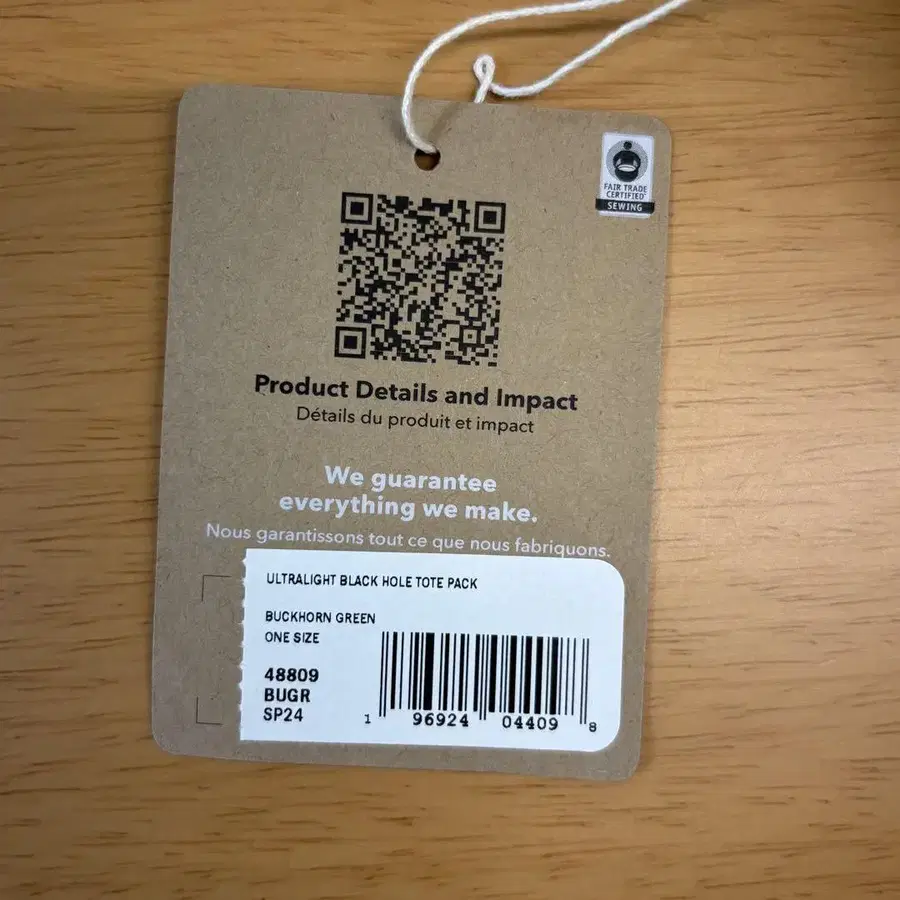 FAIR TRADE
CERTIFIED
SEWING
Product Details and Impact
Détails du produit et impact
We guarantee
everything we make.
Nous garantissons tout ce que nous fabriquons.
ULTRALIGHT BLACK HOLE TOTE PACK
BUCKHORN GREEN
ONE SIZE
48809
BUGR
SP24
1 96924 04409 8